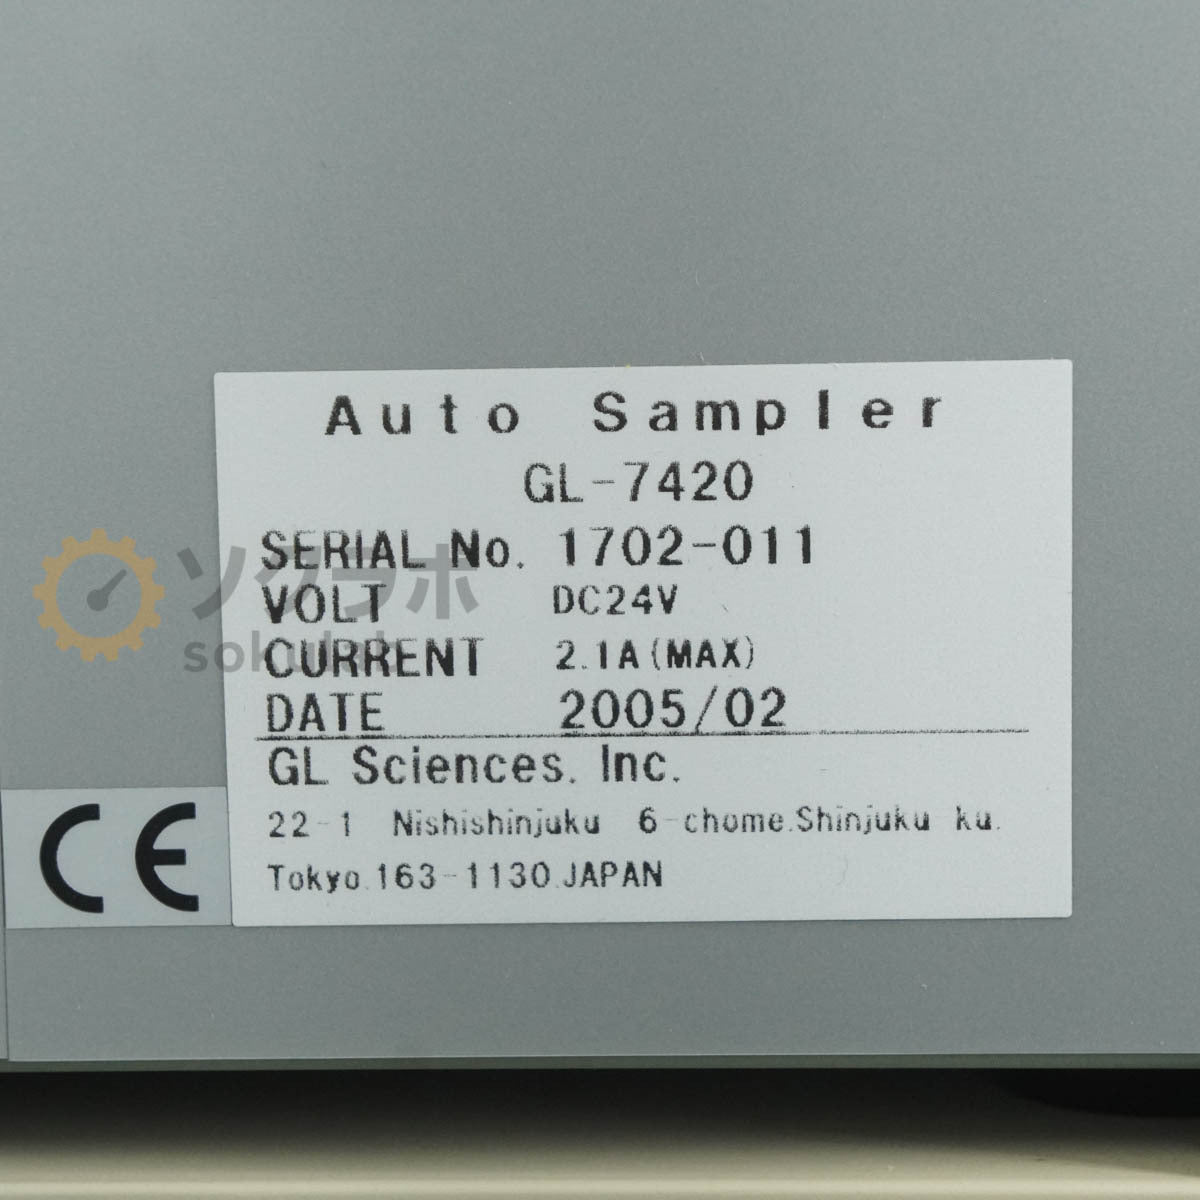 Auto Sampler
GL-7420
SERIAL No. 1702-011
VOLT DC24V
CURRENT 2.1A(MAX)
DATE 2005/02
GL Sciences. Inc.
22-1 Nishishinjuku 6-chome.Shinjuku ku.
Tokyo.163-1130.JAPAN
CE
ソクラボ
sokulab